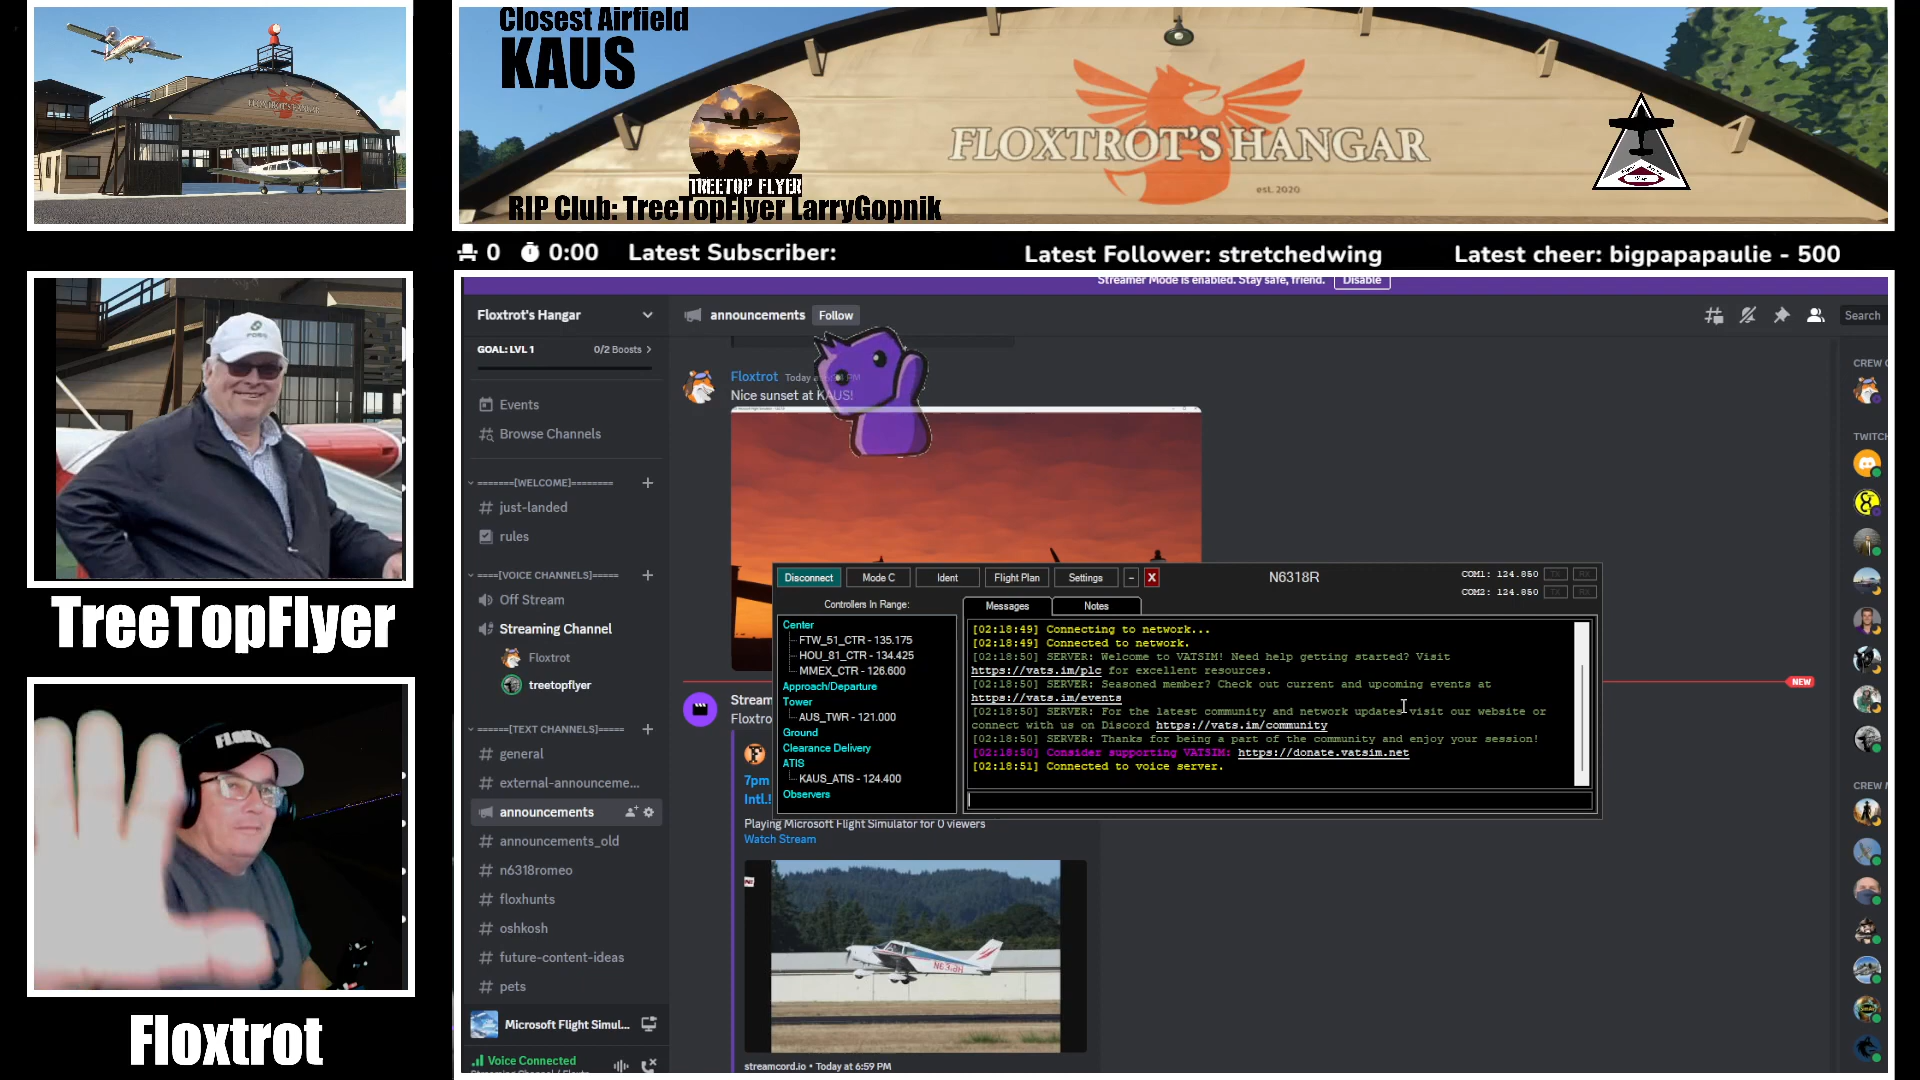 Closest Airfield
KAUS
FLOXTROT'S HANGAR
TREETOP FLYER
FLOXTROT'S HANGAR
est. 2020
RIP Club: TreeTopFlyer LarryGopnik
0 0:00 Latest Subscriber: Latest Follower: stretchedwing Latest cheer: bigpapapaulie - 500
Streamer Mode is enabled. Stay safe, friend. Disable
Floxtrot's Hangar
announcements Follow
Search
GOAL: LVL 1 0/2 Boosts >
Events
Browse Channels
=======[WELCOME]========
just-landed
rules
====[VOICE CHANNELS]=====
Off Stream
Streaming Channel
Floxtrot
treetopflyer
======[TEXT CHANNELS]======
general
external-announceme...
announcements
announcements_old
n6318romeo
floxhunts
oshkosh
future-content-ideas
pets
Microsoft Flight Simul...
Voice Connected
Floxtrot Today
Nice sunset at KAUS!
NEW
Stream
Floxtro
7pm
Intl.!
Playing Microsoft Flight Simulator for 0 viewers
Watch Stream
streamcord.io • Today at 6:59 PM
Disconnect Mode C Ident Flight Plan Settings – X N6318R
COM1: 124.850 TX RX
COM2: 124.850 TX RX
Controllers In Range:
Center
FTW_51_CTR - 135.175
HOU_81_CTR - 134.425
MMEX_CTR - 126.600
Approach/Departure
Tower
AUS_TWR - 121.000
Ground
Clearance Delivery
ATIS
KAUS_ATIS - 124.400
Observers
Messages Notes
[02:18:49] Connecting to network...
[02:18:49] Connected to network.
[02:18:50] SERVER: Welcome to VATSIM! Need help getting started? Visit
https://vats.im/plc for excellent resources.
[02:18:50] SERVER: Seasoned member? Check out current and upcoming events at
https://vats.im/events
[02:18:50] SERVER: For the latest community and network updates visit our website or
connect with us on Discord https://vats.im/community
[02:18:50] SERVER: Thanks for being a part of the community and enjoy your session!
[02:18:50] Consider supporting VATSIM: https://donate.vatsim.net
[02:18:51] Connected to voice server.
CREW
TWITCH
CREW
TreeTopFlyer
Floxtrot